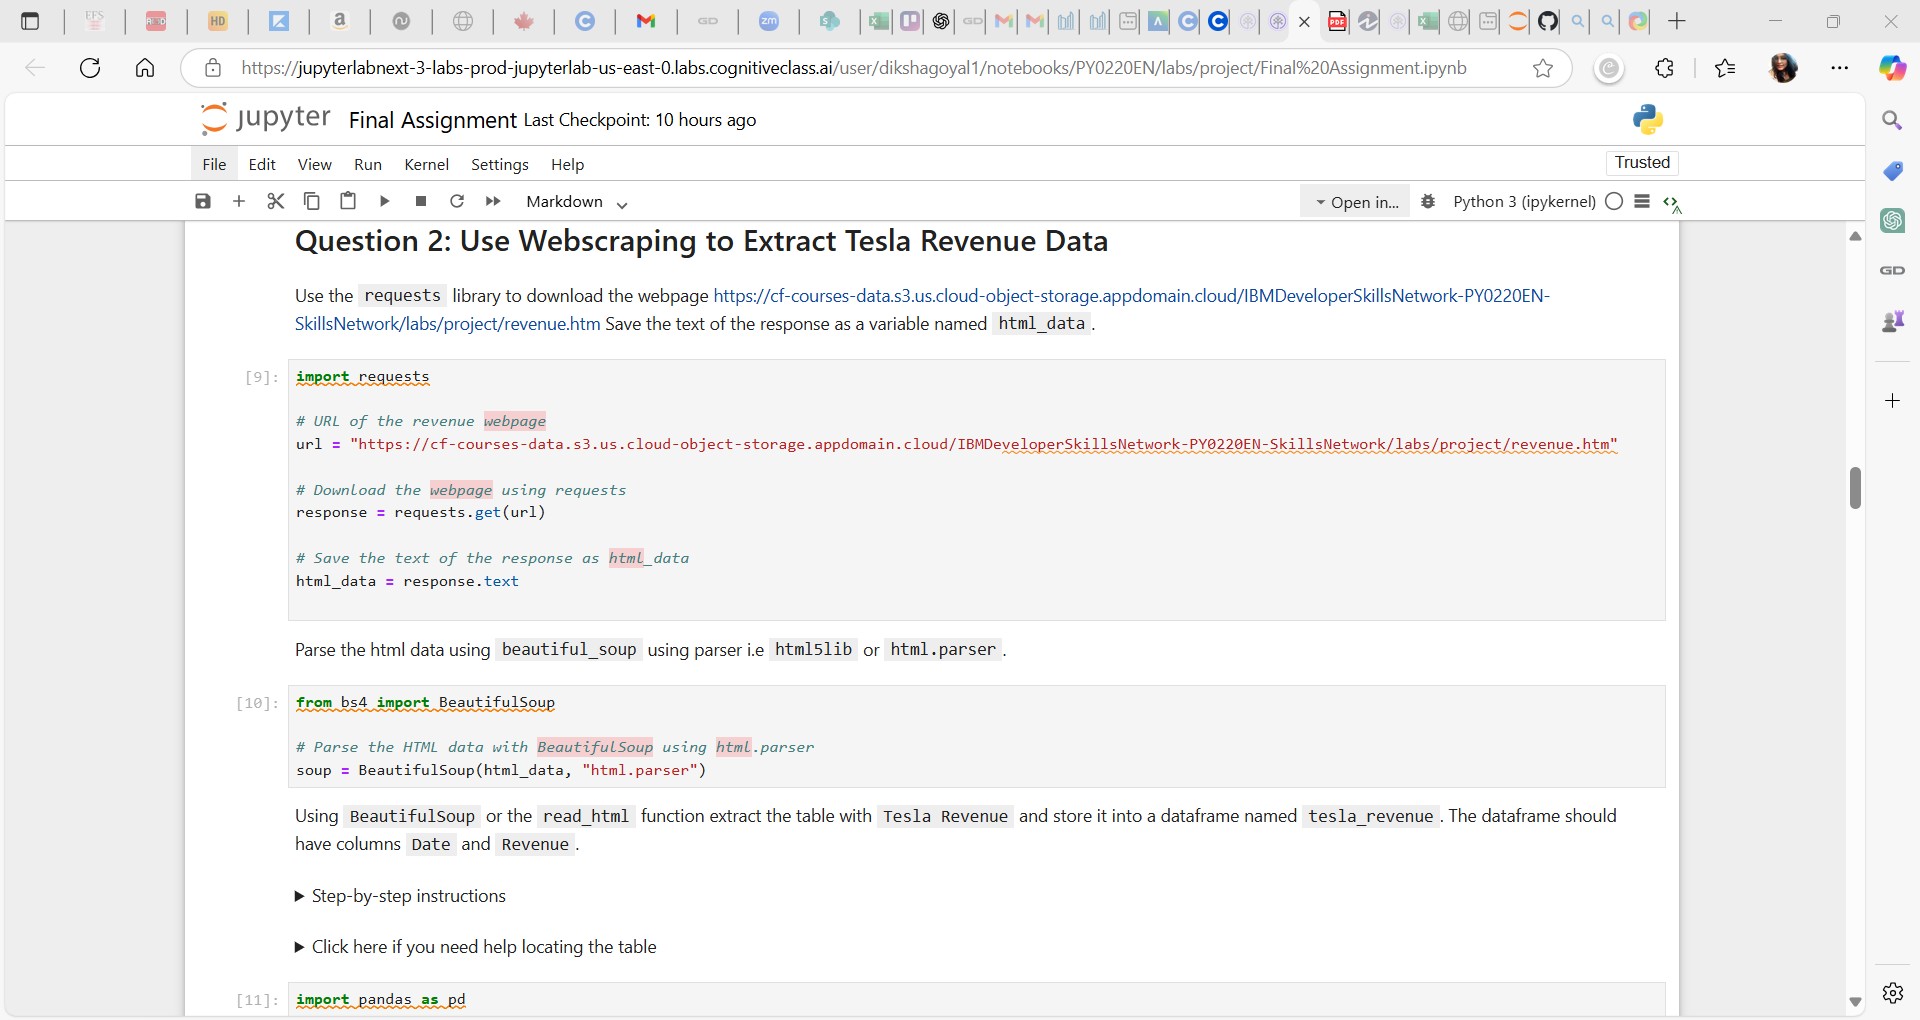 EFS
HD
a
C
GD
zm
GD
PDF
https://jupyterlabnext-3-labs-prod-jupyterlab-us-east-0.labs.cognitiveclass.ai/user/dikshagoyal1/notebooks/PY0220EN/labs/project/Final%20Assignment.ipynb
jupyter Final Assignment Last Checkpoint: 10 hours ago
File Edit View Run Kernel Settings Help Trusted
Markdown Open in... Python 3 (ipykernel)
GD
Question 2: Use Webscraping to Extract Tesla Revenue Data
Use the requests library to download the webpage https://cf-courses-data.s3.us.cloud-object-storage.appdomain.cloud/IBMDeveloperSkillsNetwork-PY0220EN-
SkillsNetwork/labs/project/revenue.htm Save the text of the response as a variable named html_data .
[9]: import requests
# URL of the revenue webpage
url = "https://cf-courses-data.s3.us.cloud-object-storage.appdomain.cloud/IBMDeveloperSkillsNetwork-PY0220EN-SkillsNetwork/labs/project/revenue.htm"
# Download the webpage using requests
response = requests.get(url)
# Save the text of the response as html_data
html_data = response.text
Parse the html data using beautiful_soup using parser i.e html5lib or html.parser .
[10]: from bs4 import BeautifulSoup
# Parse the HTML data with BeautifulSoup using html.parser
soup = BeautifulSoup(html_data, "html.parser")
Using BeautifulSoup or the read_html function extract the table with Tesla Revenue and store it into a dataframe named tesla_revenue . The dataframe should
have columns Date and Revenue .
Step-by-step instructions
Click here if you need help locating the table
[11]: import pandas as pd